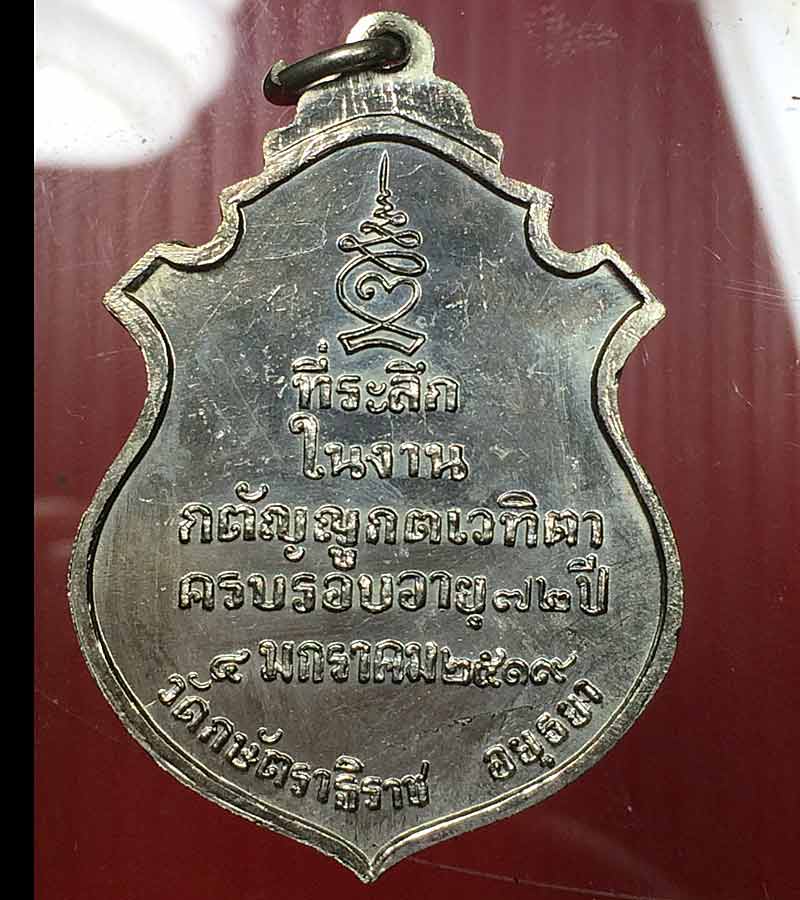 ที่ระลึก
ในงาน
กตัญญูกตเวทิตา
ครบรอบอายุ๗๒ปี
๔ มกราคม๒๕๑๙
วัดกษัตราธิราช อยุธยา